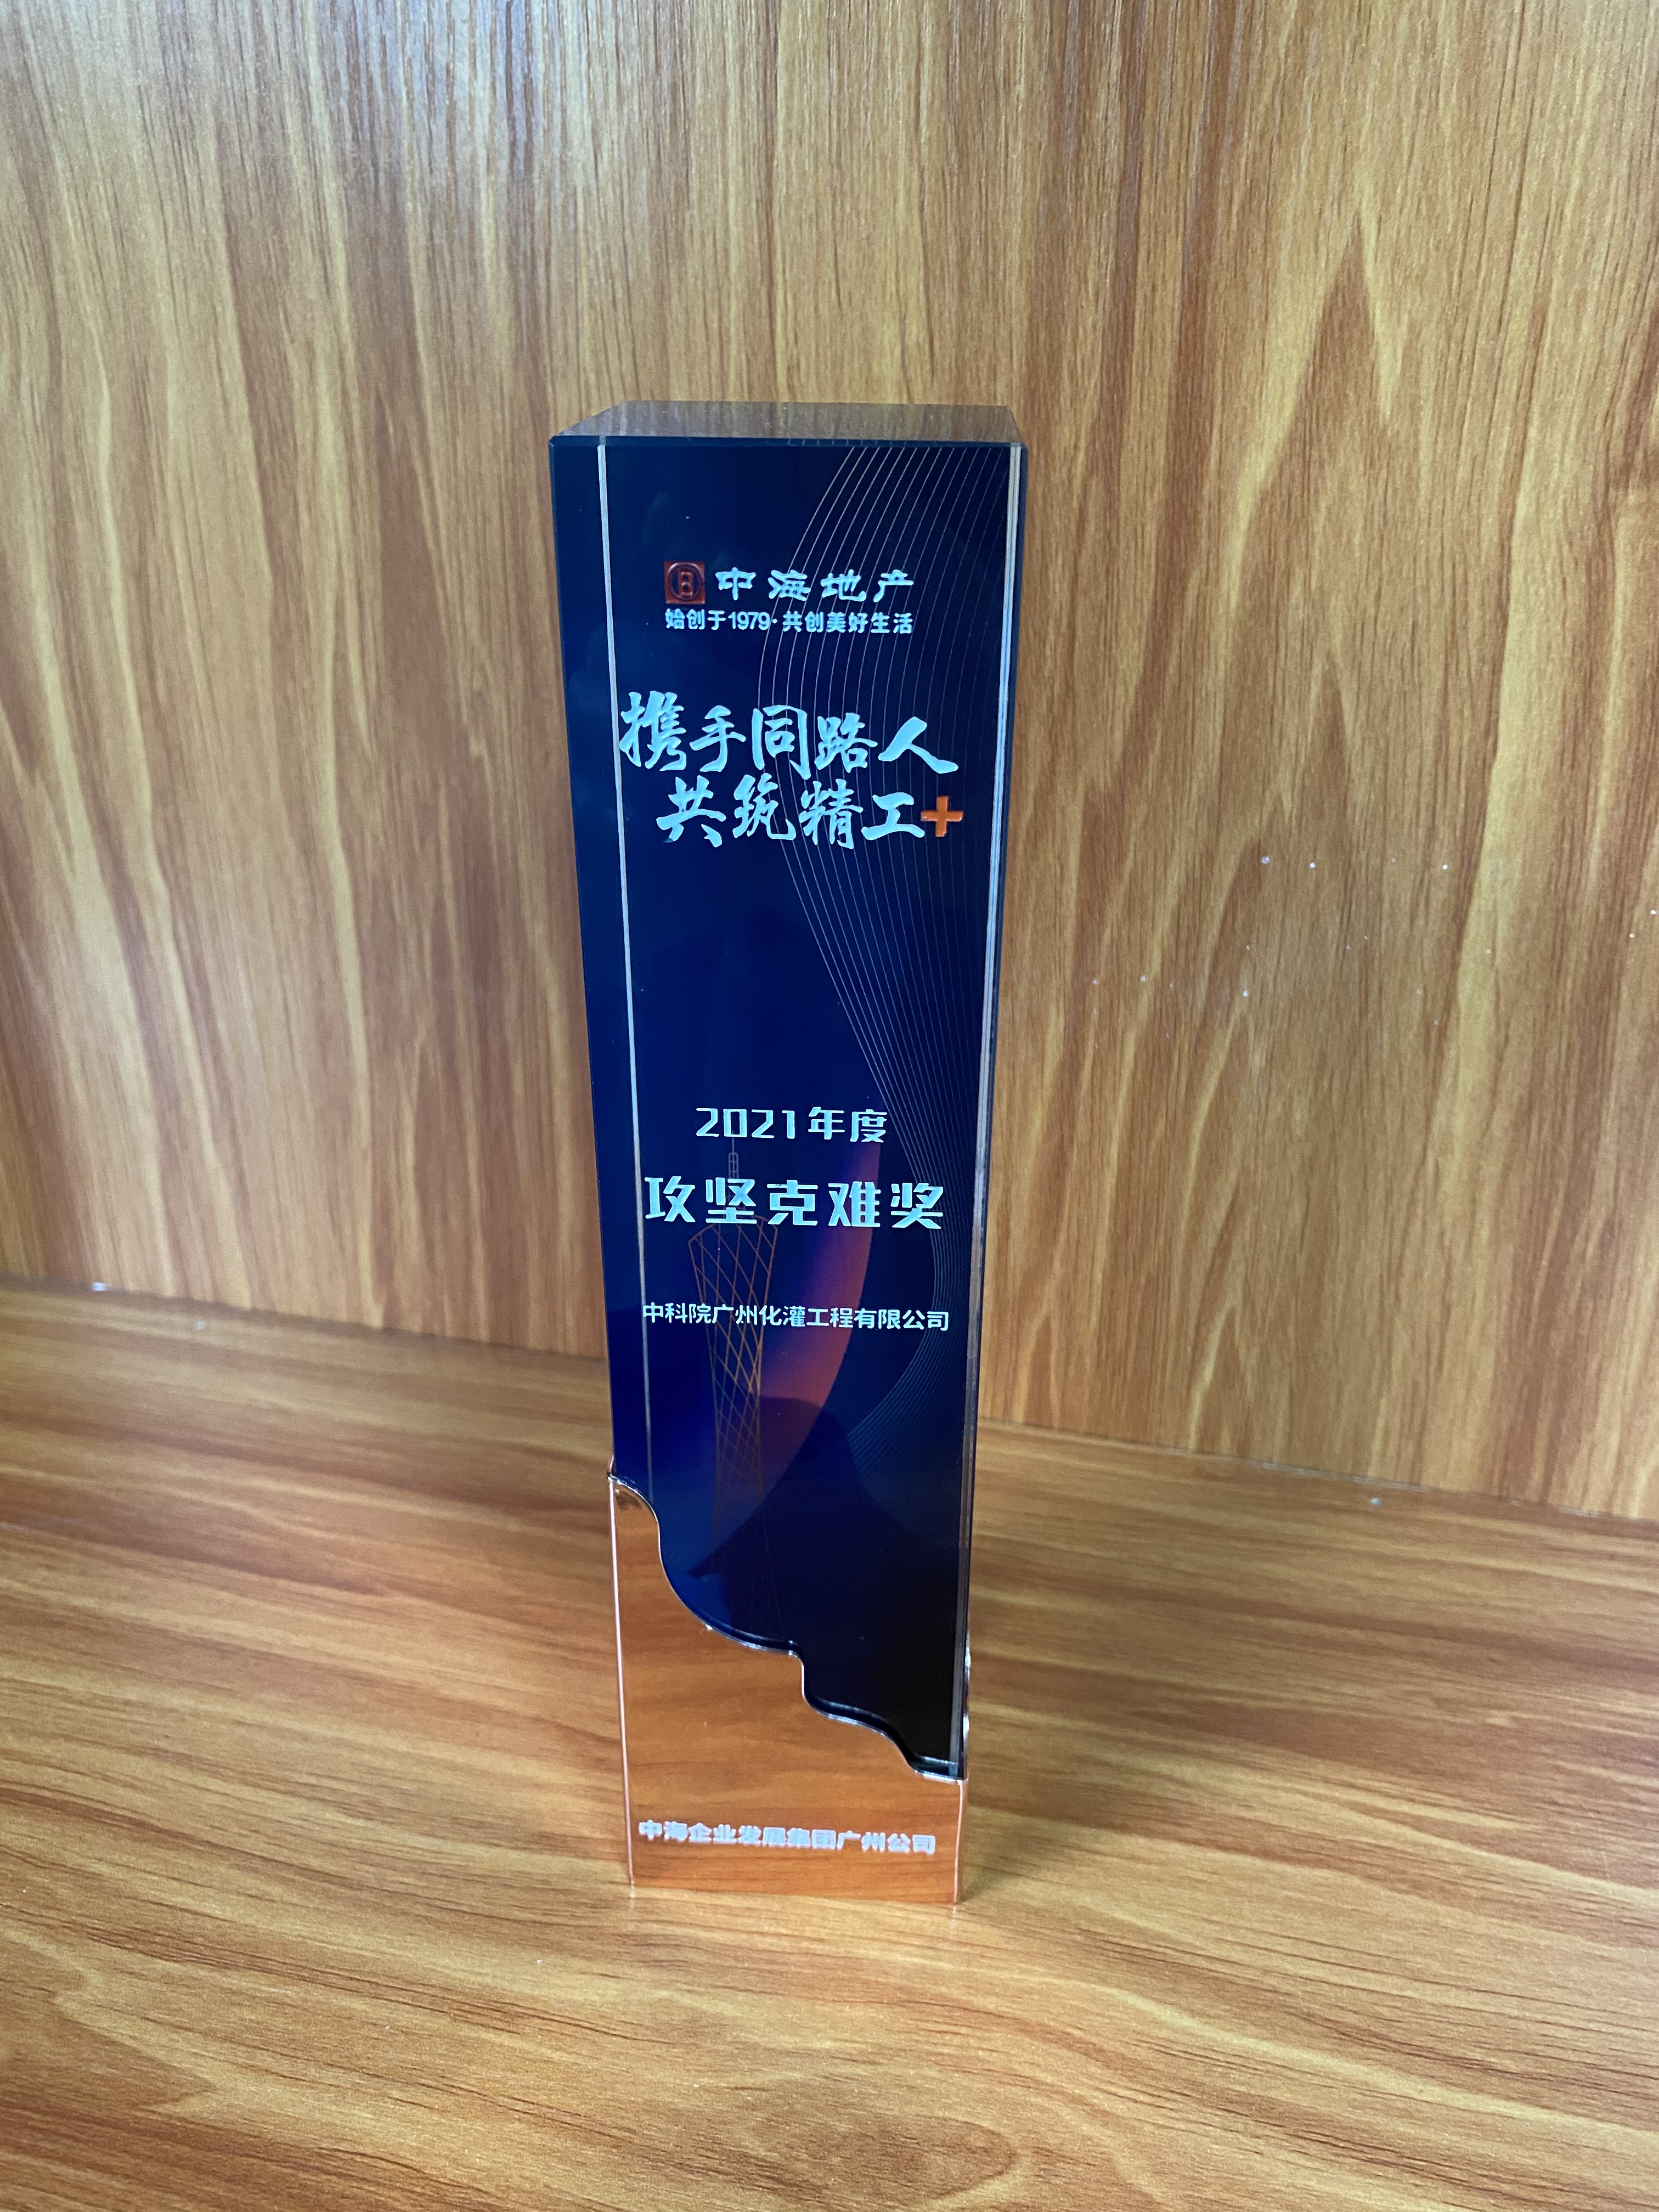 中海地产
始创于1979·共创美好生活
携手同路人
共筑精工+
2021年度
攻坚克难奖
中科院广州化灌工程有限公司
中海企业发展集团广州公司